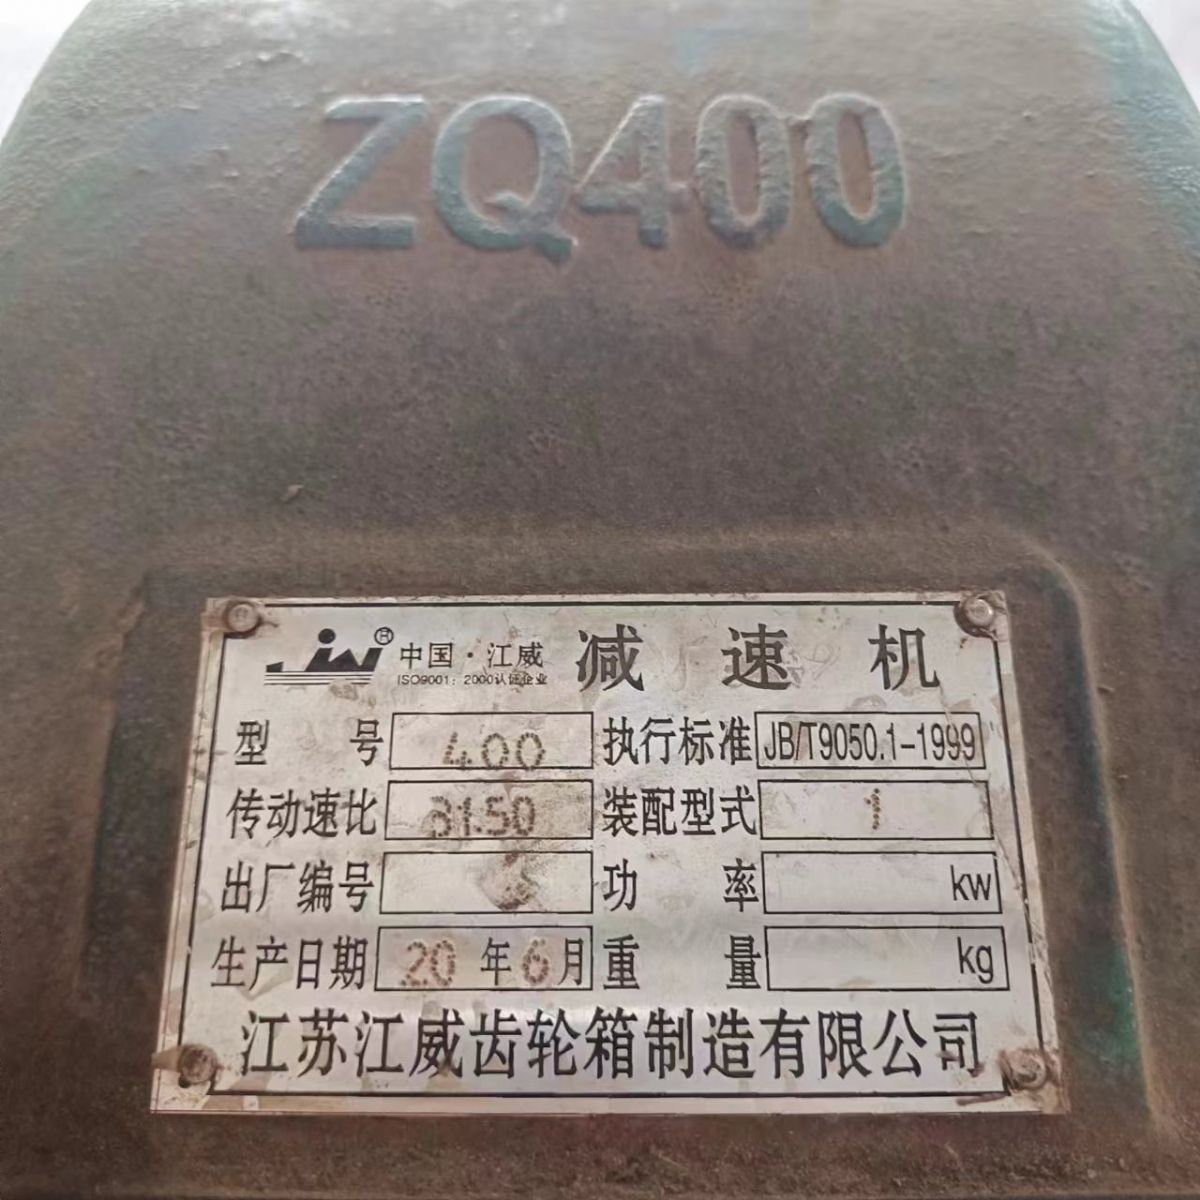 ZQ400
JW® 中国·江威 减速机
ISO9001:2000认证企业
型号 400 执行标准 JB/T9050.1-1999
传动速比 31.50 装配型式 1
出厂编号 功率 kw
生产日期 20 年 6 月 重量 kg
江苏江威齿轮箱制造有限公司